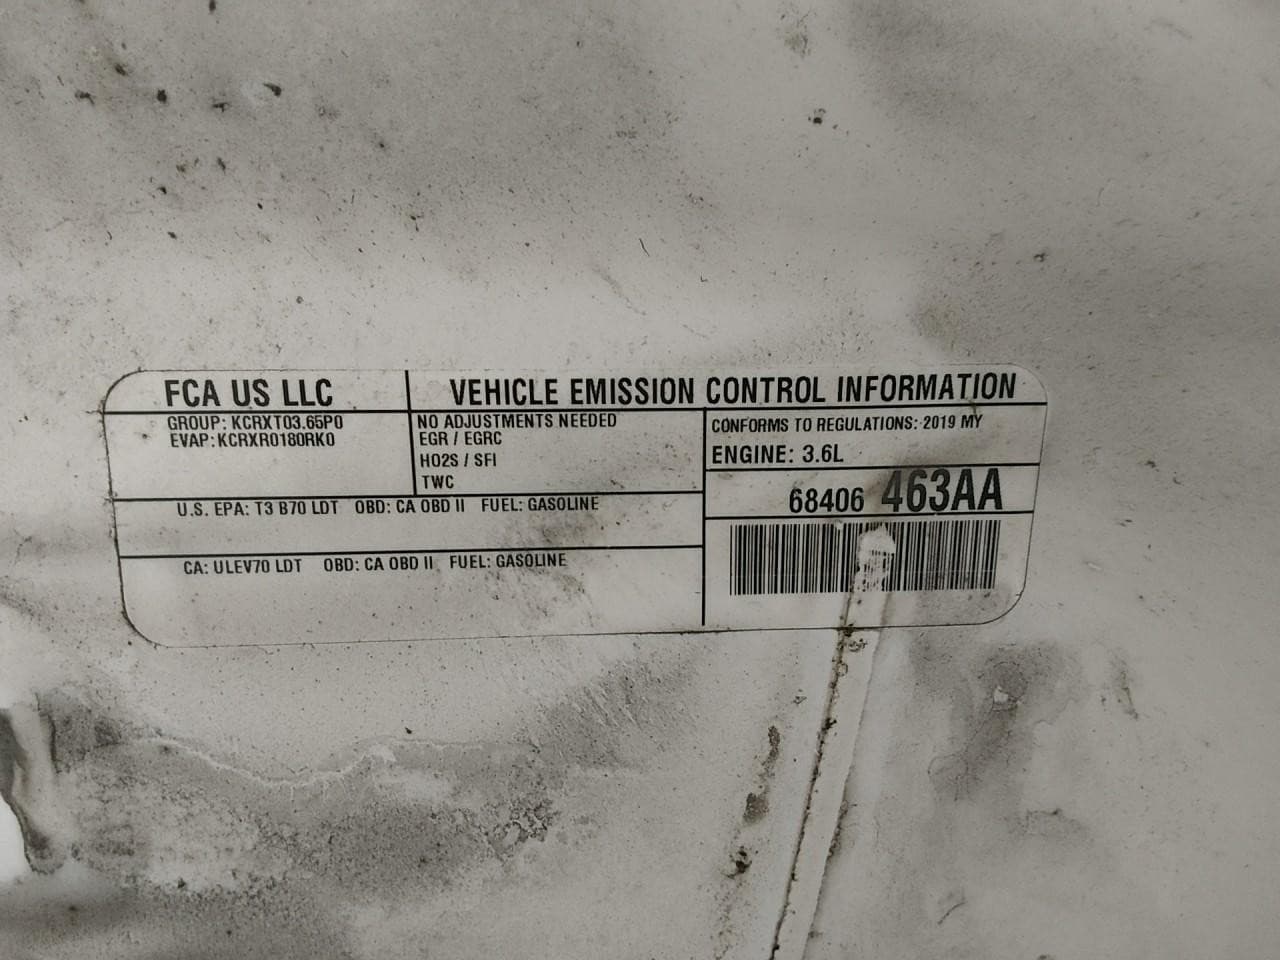 FCA US LLC
VEHICLE EMISSION CONTROL INFORMATION
GROUP: KCRXT03.65P0
EVAP: KCRXR0180RK0
NO ADJUSTMENTS NEEDED
EGR / EGRC
HO2S / SFI
TWC
CONFORMS TO REGULATIONS: 2019 MY
ENGINE: 3.6L
68406 463AA
U.S. EPA: T3 B70 LDT OBD: CA OBD II FUEL: GASOLINE
CA: ULEV70 LDT OBD: CA OBD II FUEL: GASOLINE